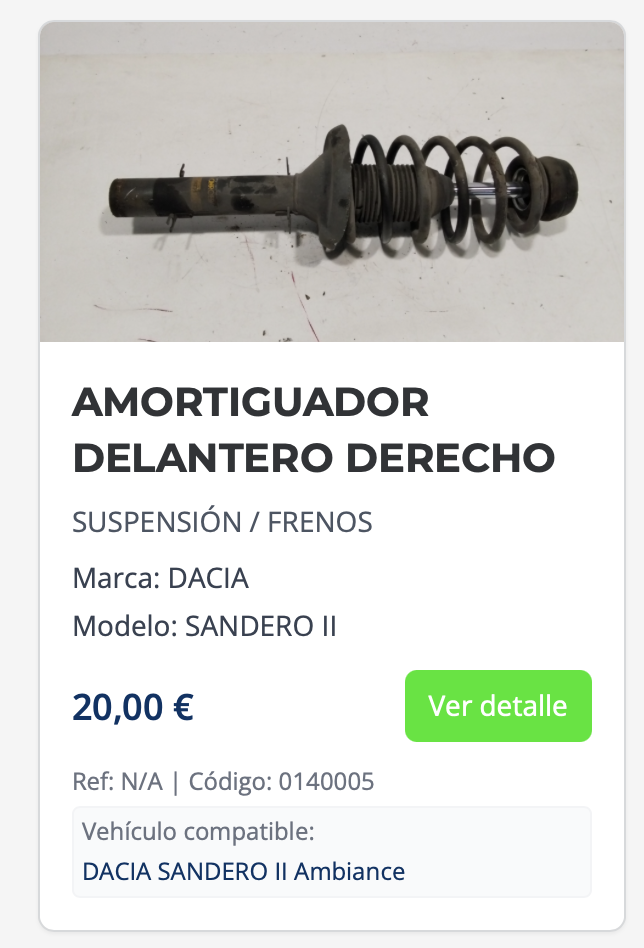 AMORTIGUADOR
DELANTERO DERECHO
SUSPENSIÓN / FRENOS
Marca: DACIA
Modelo: SANDERO II
20,00 €
Ver detalle
Ref: N/A | Código: 0140005
Vehículo compatible:
DACIA SANDERO II Ambiance